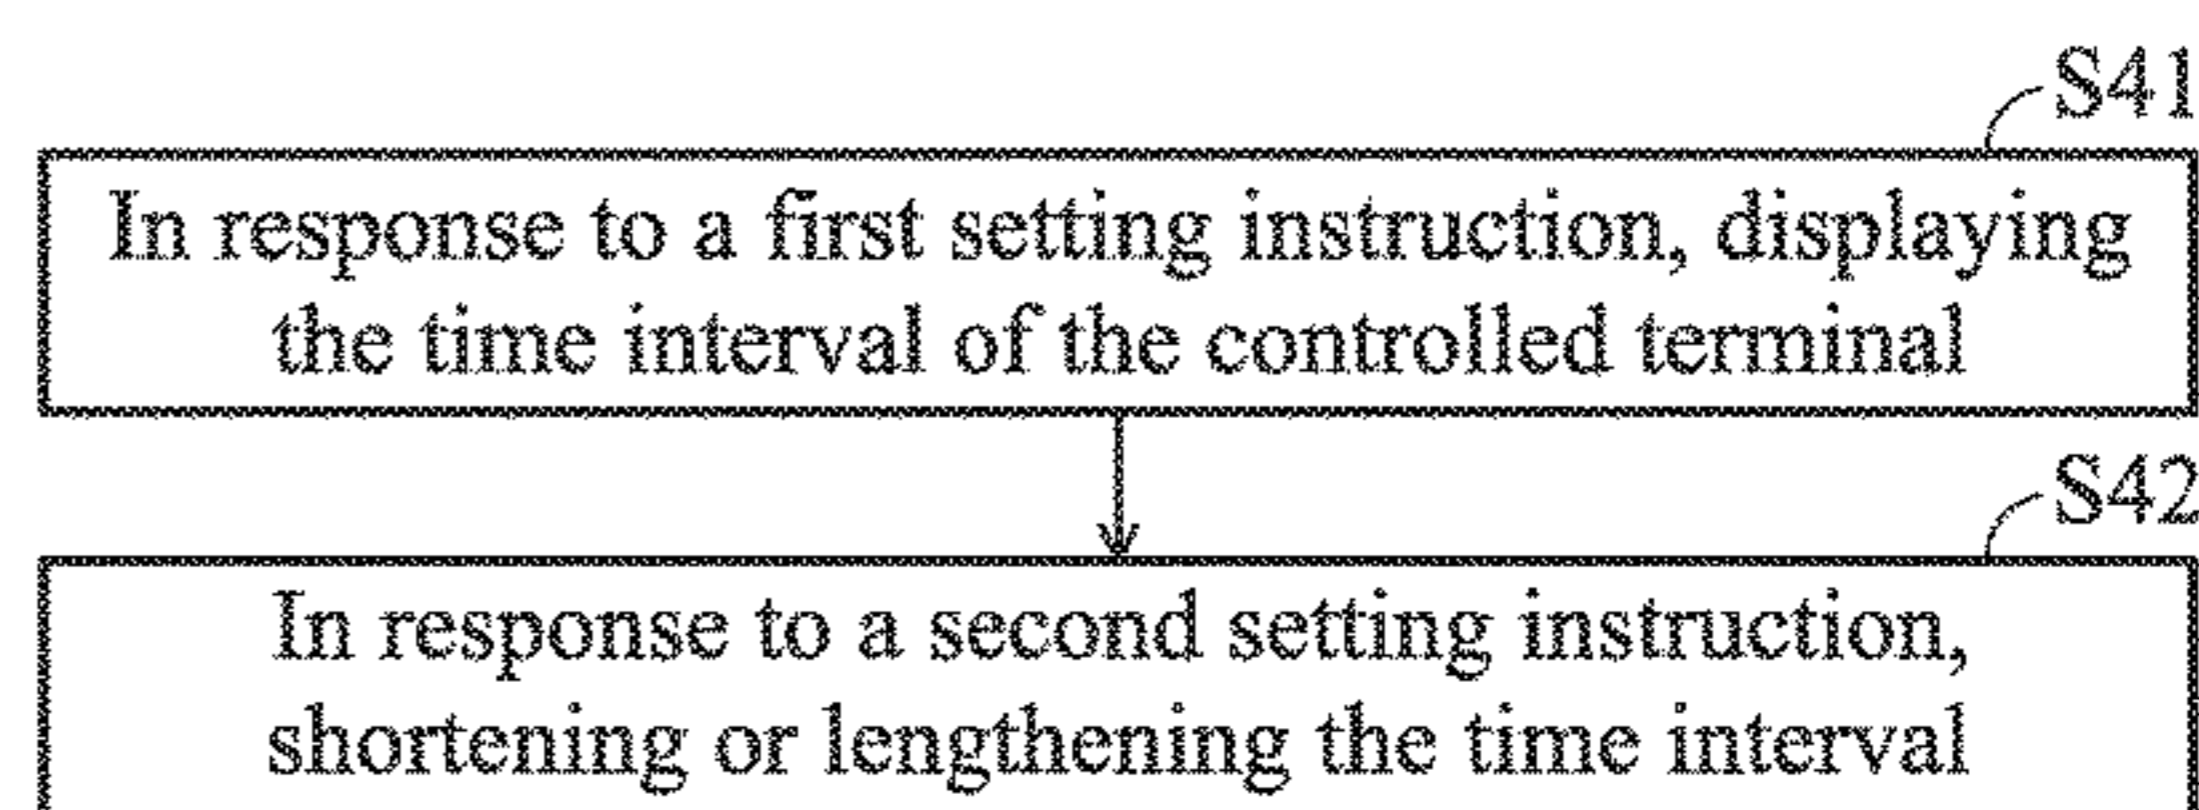 S41
In response to a first setting instruction, displaying
the time interval of the controlled terminal
S42
In response to a second setting instruction,
shortening or lengthening the time interval